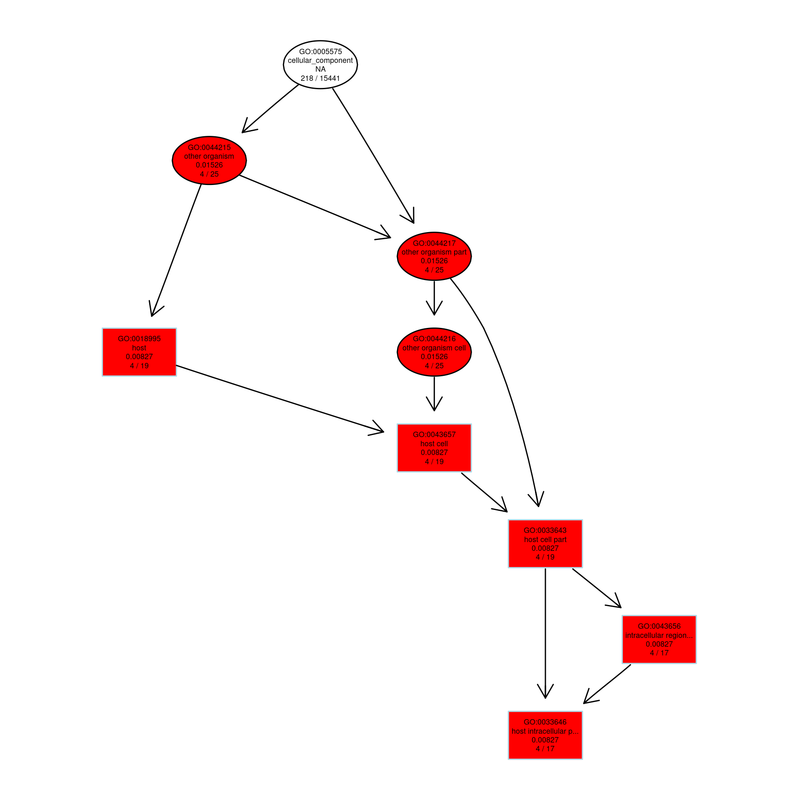 GO:0005575
cellular_component
NA
218 / 15441
GO:0044215
other organism
0.01526
4 / 25
GO:0044217
other organism part
0.01526
4 / 25
GO:0018995
host
0.00827
4 / 19
GO:0044216
other organism cell
0.01526
4 / 25
GO:0043657
host cell
0.00827
4 / 19
GO:0033643
host cell part
0.00827
4 / 19
GO:0043656
intracellular region...
0.00827
4 / 17
GO:0033646
host intracellular p...
0.00827
4 / 17